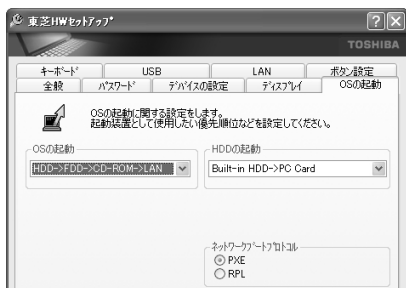 東芝HWｾｯﾄｱｯﾌﾟ
TOSHIBA
ｷｰﾎﾞｰﾄﾞ
USB
LAN
ﾎﾞﾀﾝ設定
全般
ﾊﾟｽﾜｰﾄﾞ
ﾃﾞﾊﾞｲｽの設定
ﾃﾞｨｽﾌﾟﾚｲ
OSの起動
OSの起動に関する設定をします。
起動装置として使用したい優先順位などを設定してください。
OSの起動
HDDの起動
HDD->FDD->CD-ROM->LAN
Built-in HDD->PC Card
ﾈｯﾄﾜｰｸﾌﾞｰﾄﾌﾟﾛﾄｺﾙ
PXE
RPL